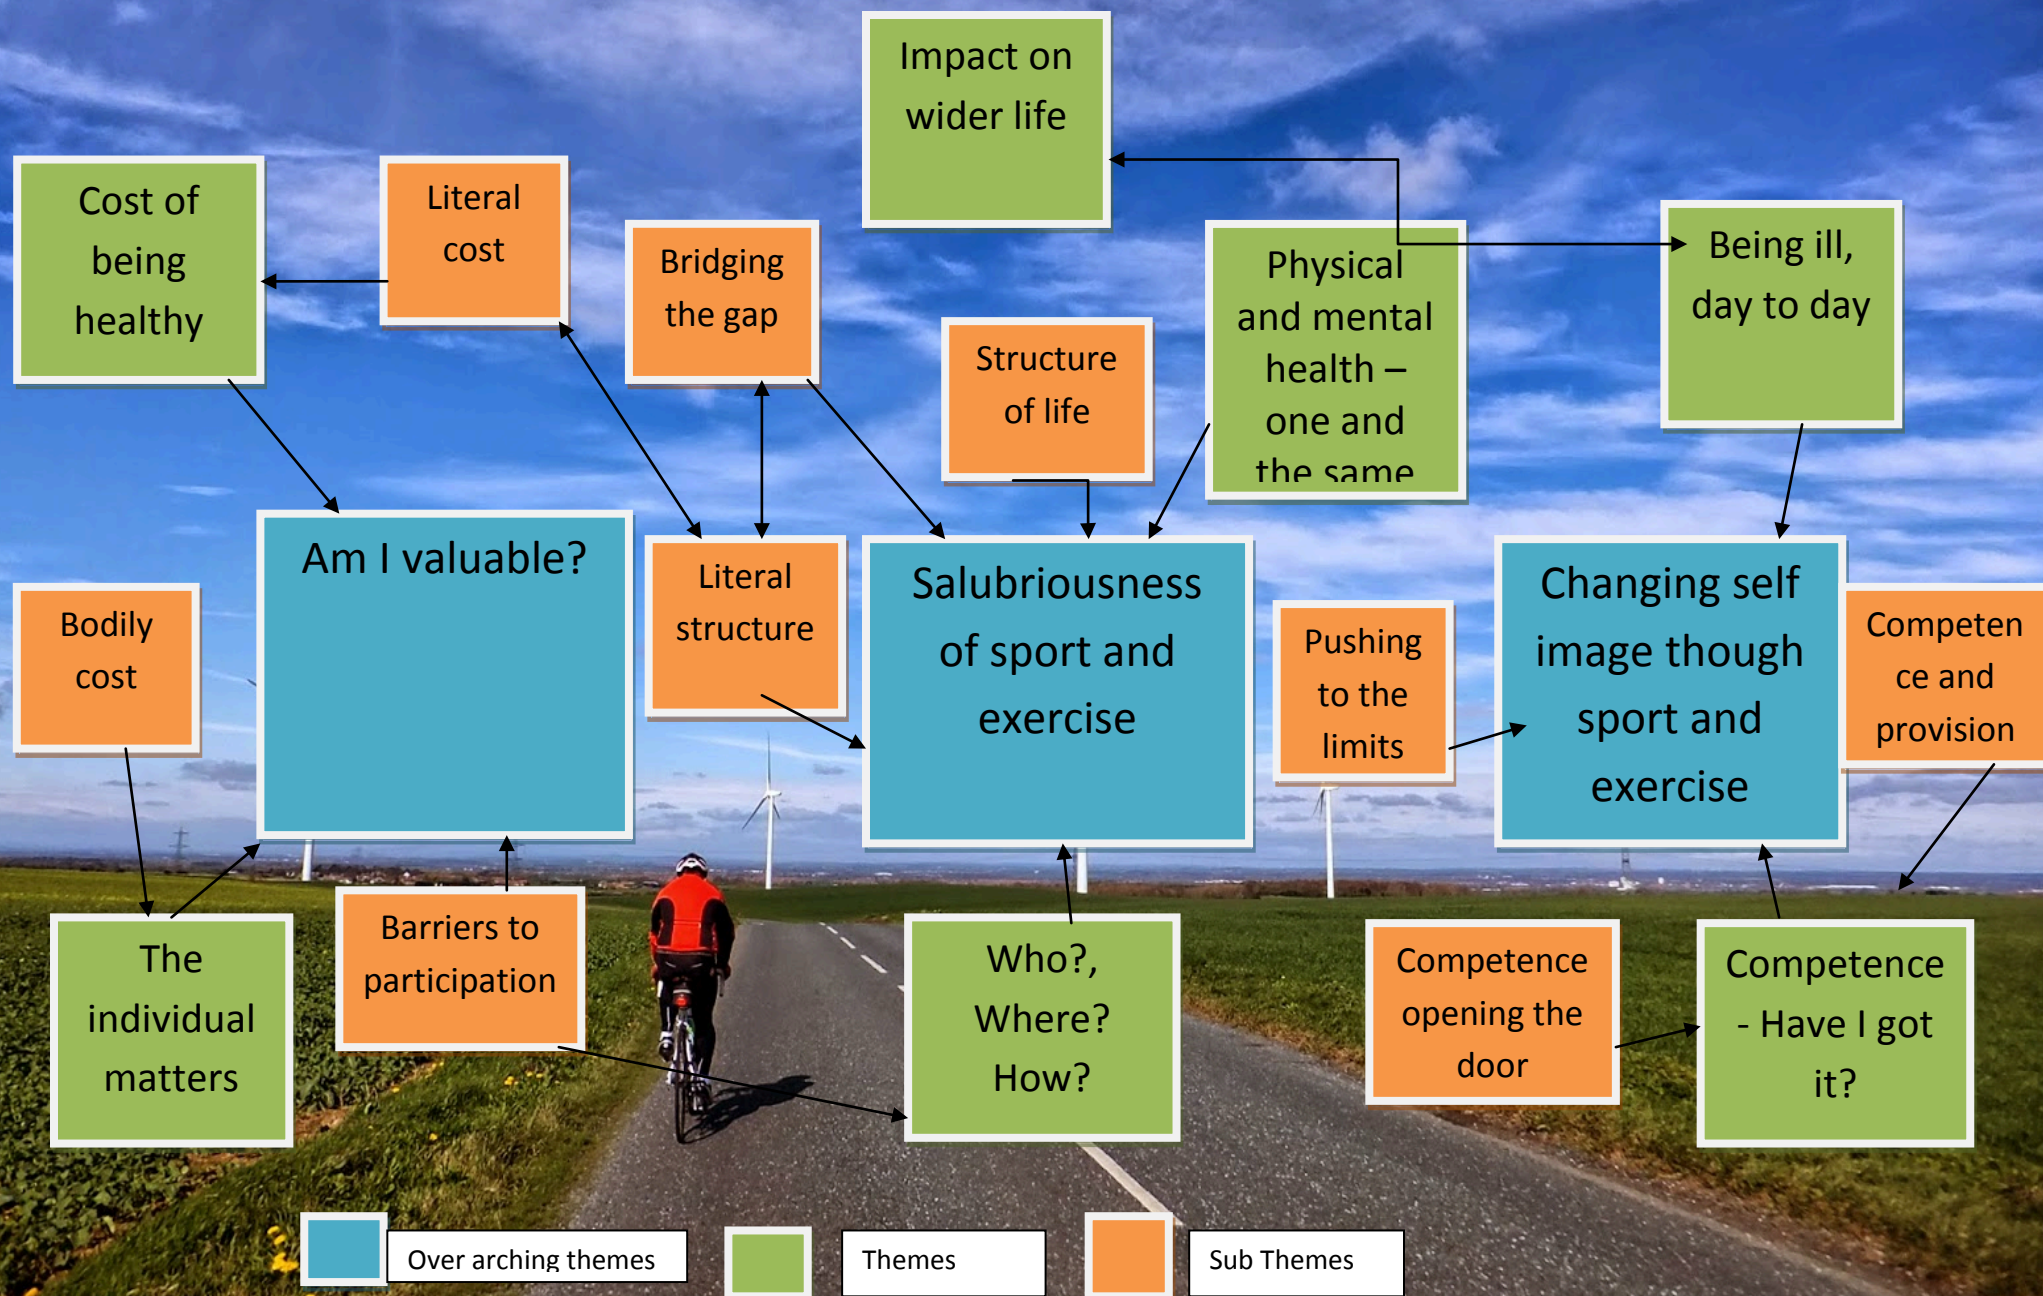 Impact on
wider life
Cost of
being
healthy
Literal
cost
Bridging
the gap
Structure
of life
Physical
and mental
health –
one and
the same
Being ill,
day to day
Am I valuable?
Bodily
cost
Literal
structure
Salubriousness
of sport and
exercise
Pushing
to the
limits
Changing self
image though
sport and
exercise
Competen
ce and
provision
The
individual
matters
Barriers to
participation
Who?,
Where?
How?
Competence
opening the
door
Competence
- Have I got
it?
Over arching themes
Themes
Sub Themes